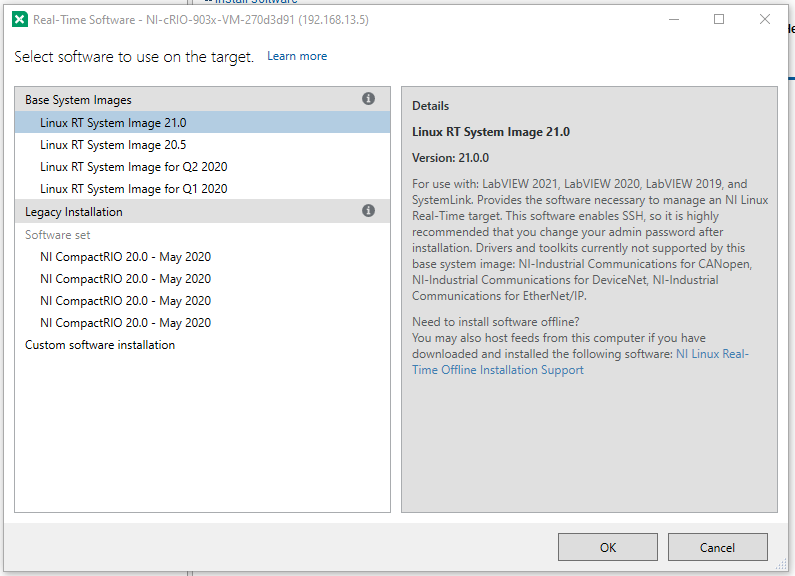 Install Software
Real-Time Software - NI-cRIO-903x-VM-270d3d91 (192.168.13.5)
Select software to use on the target. Learn more
Base System Images
Linux RT System Image 21.0
Linux RT System Image 20.5
Linux RT System Image for Q2 2020
Linux RT System Image for Q1 2020
Legacy Installation
Software set
NI CompactRIO 20.0 - May 2020
NI CompactRIO 20.0 - May 2020
NI CompactRIO 20.0 - May 2020
NI CompactRIO 20.0 - May 2020
Custom software installation
Details
Linux RT System Image 21.0
Version: 21.0.0
For use with: LabVIEW 2021, LabVIEW 2020, LabVIEW 2019, and
SystemLink. Provides the software necessary to manage an NI Linux
Real-Time target. This software enables SSH, so it is highly
recommended that you change your admin password after
installation. Drivers and toolkits currently not supported by this
base system image: NI-Industrial Communications for CANopen,
NI-Industrial Communications for DeviceNet, NI-Industrial
Communications for EtherNet/IP.
Need to install software offline?
You may also host feeds from this computer if you have
downloaded and installed the following software: NI Linux Real-
Time Offline Installation Support
OK
Cancel